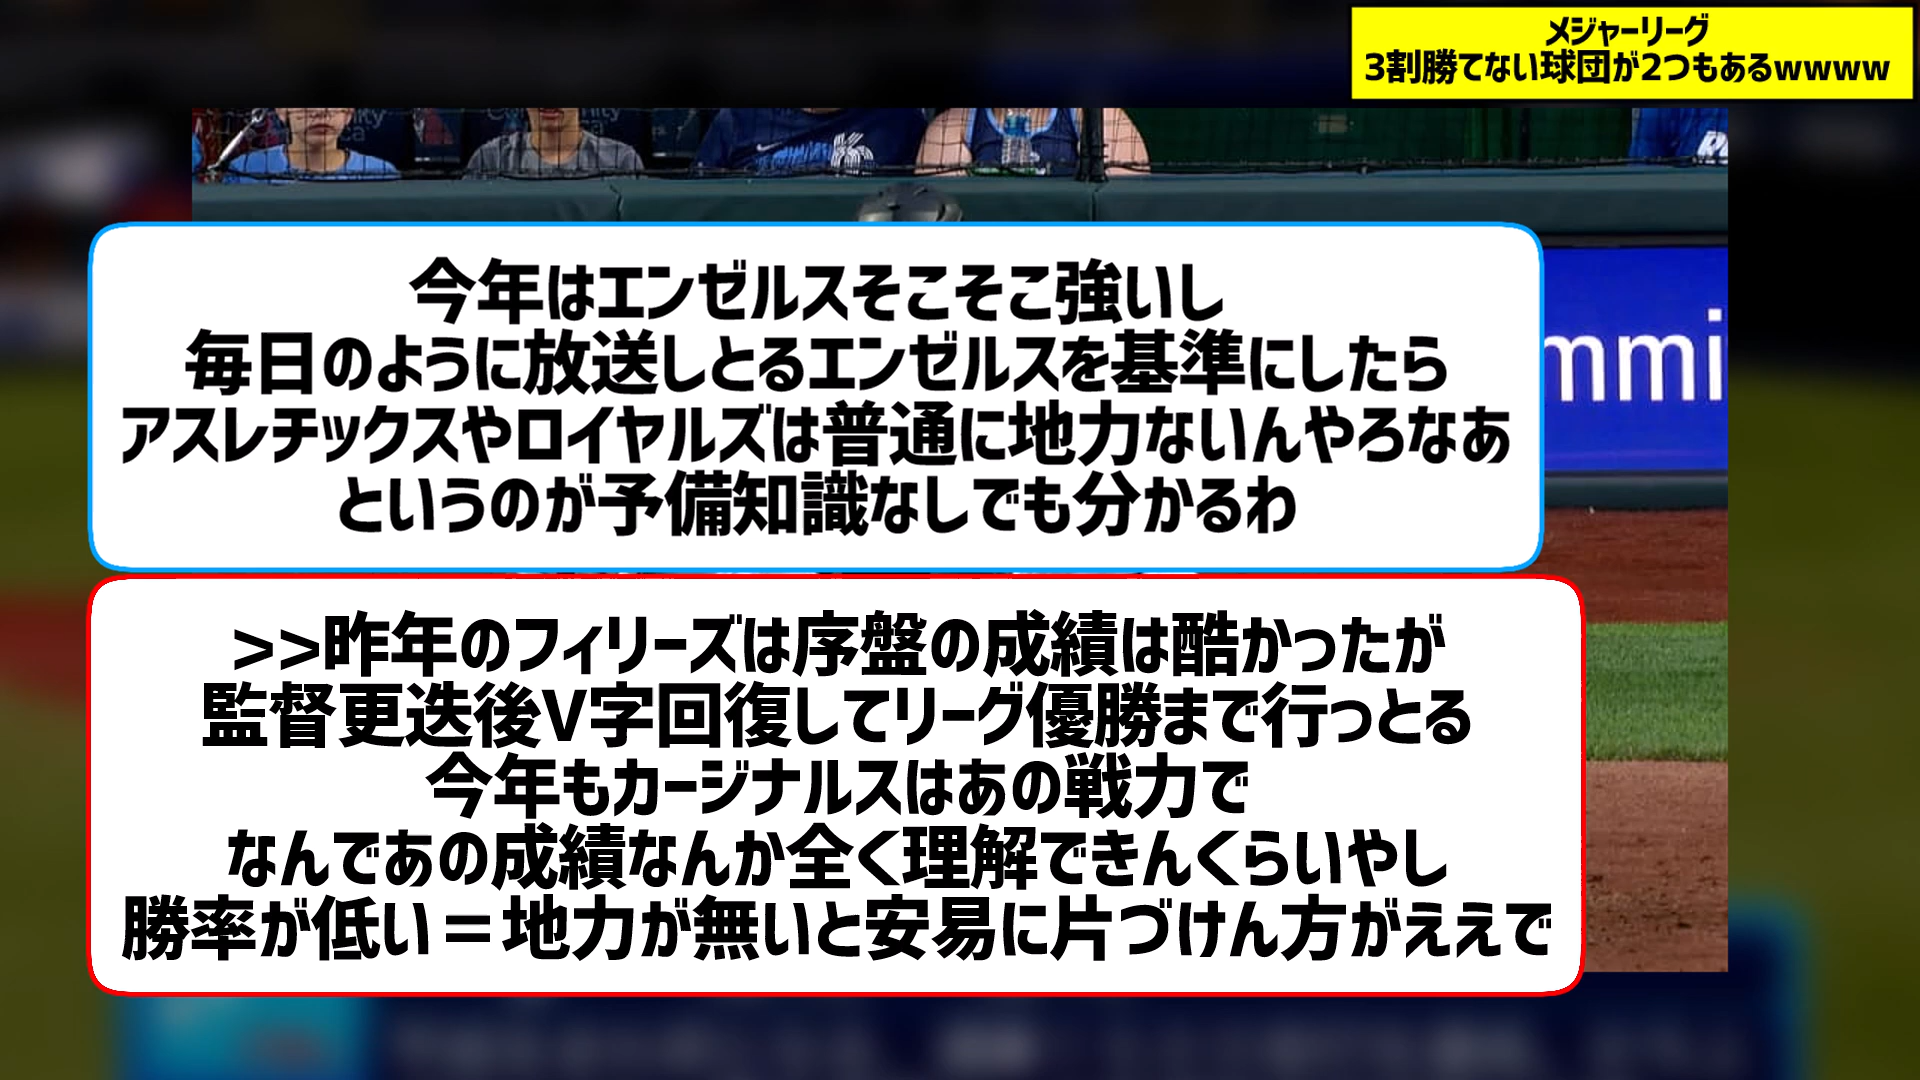 メジャーリーグ
3割勝てない球団が2つもあるwwww
今年はエンゼルスそこそこ強いし
毎日のように放送しとるエンゼルスを基準にしたら
アスレチックスやロイヤルズは普通に地力ないんやろなあ
というのが予備知識なしでも分かるわ
mmi
>>昨年のフィリーズは序盤の成績は酷かったが
監督更迭後V字回復してリーグ優勝まで行っとる
今年もカージナルスはあの戦力で
なんであの成績なんか全く理解できんくらいやし
勝率が低い＝地力が無いと安易に片づけん方がええで